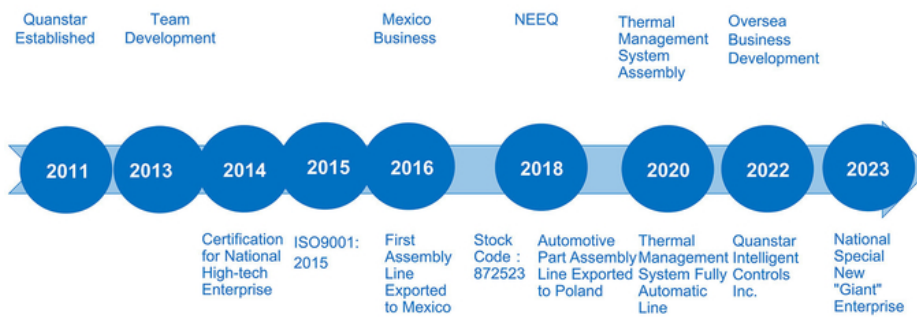 Quanstar
Established
Team
Development
Mexico
Business
NEEQ
Thermal
Management
System
Assembly
Oversea
Business
Development
2011
2013
2014
2015
2016
2018
2020
2022
2023
Certification
for National
High-tech
Enterprise
ISO9001:
2015
First
Assembly
Line
Exported
to Mexico
Stock
Code :
872523
Automotive
Part Assembly
Line Exported
to Poland
Thermal
Management
System Fully
Automatic
Line
Quanstar
Intelligent
Controls
Inc.
National
Special
New
"Giant"
Enterprise